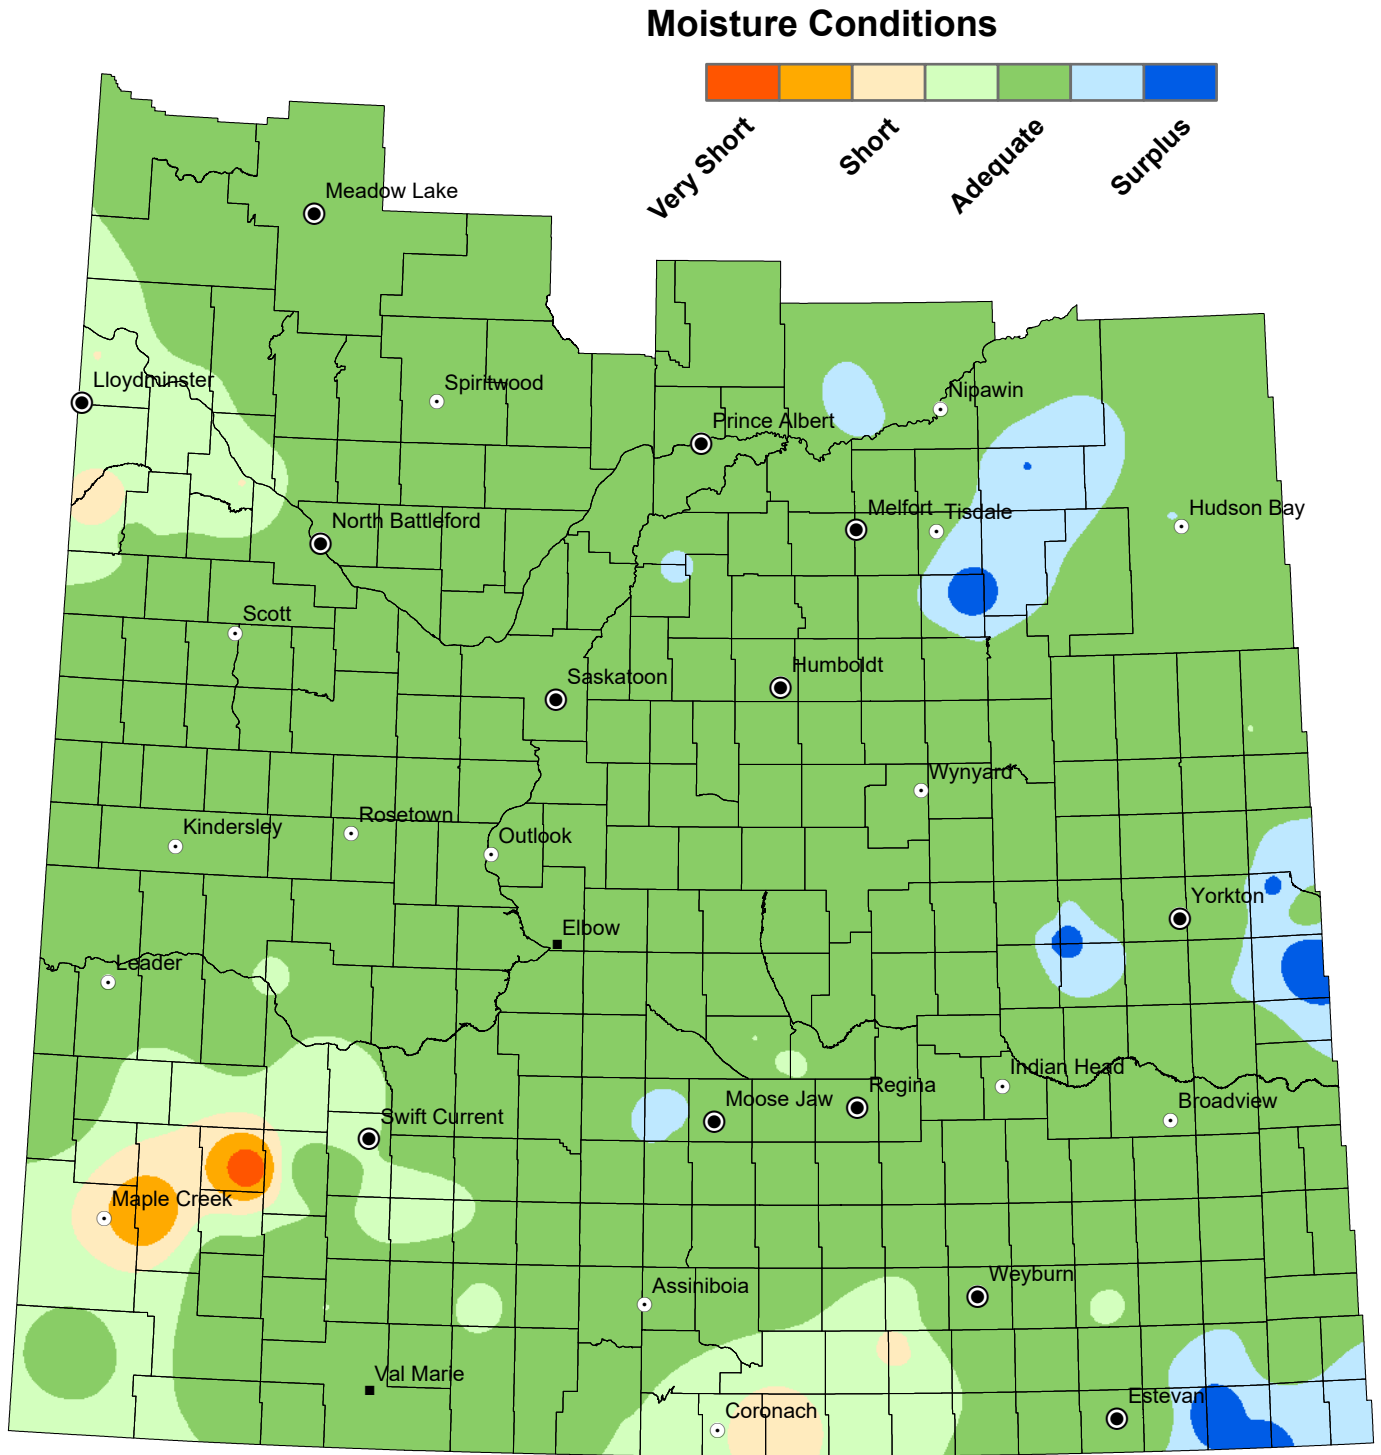 Moisture Conditions
Very Short
Short
Adequate
Surplus
Meadow Lake
Lloydminster
Spiritwood
Nipawin
Prince Albert
North Battleford
Melfort
Tisdale
Hudson Bay
Scott
Saskatoon
Humboldt
Wynyard
Kindersley
Rosetown
Outlook
Yorkton
Elbow
Leader
Indian Head
Regina
Moose Jaw
Broadview
Swift Current
Maple Creek
Weyburn
Assiniboia
Val Marie
Coronach
Estevan